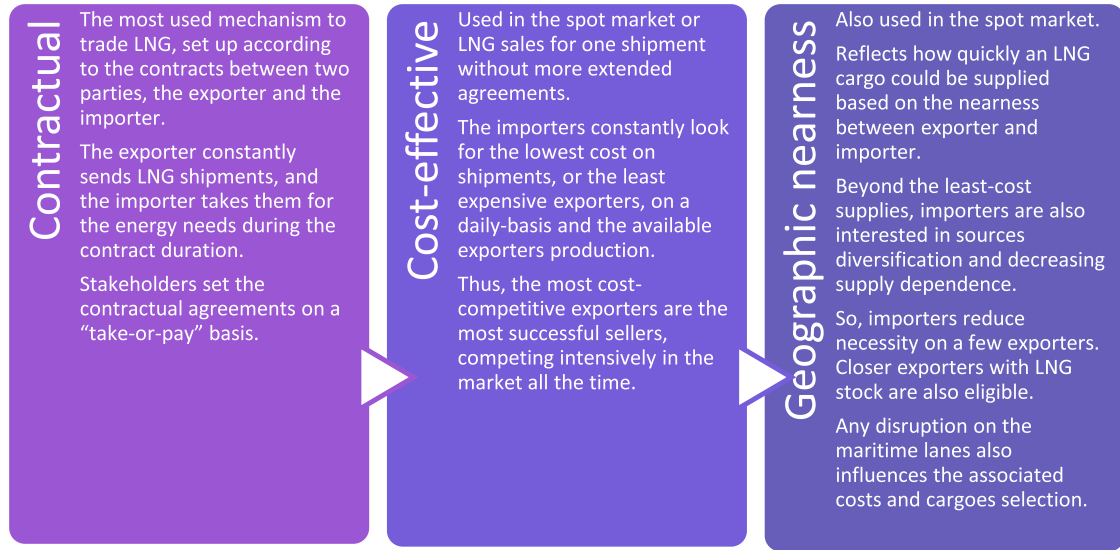 Contractual
The most used mechanism to
trade LNG, set up according
to the contracts between two
parties, the exporter and the
importer.
The exporter constantly
sends LNG shipments, and
the importer takes them for
the energy needs during the
contract duration.
Stakeholders set the
contractual agreements on a
“take-or-pay” basis.
Cost-effective
Used in the spot market or
LNG sales for one shipment
without more extended
agreements.
The importers constantly look
for the lowest cost on
shipments, or the least
expensive exporters, on a
daily-basis and the available
exporters production.
Thus, the most cost-
competitive exporters are the
most successful sellers,
competing intensively in the
market all the time.
Geographic nearness
Also used in the spot market.
Reflects how quickly an LNG
cargo could be supplied
based on the nearness
between exporter and
importer.
Beyond the least-cost
supplies, importers are also
interested in sources
diversification and decreasing
supply dependence.
So, importers reduce
necessity on a few exporters.
Closer exporters with LNG
stock are also eligible.
Any disruption on the
maritime lanes also
influences the associated
costs and cargoes selection.